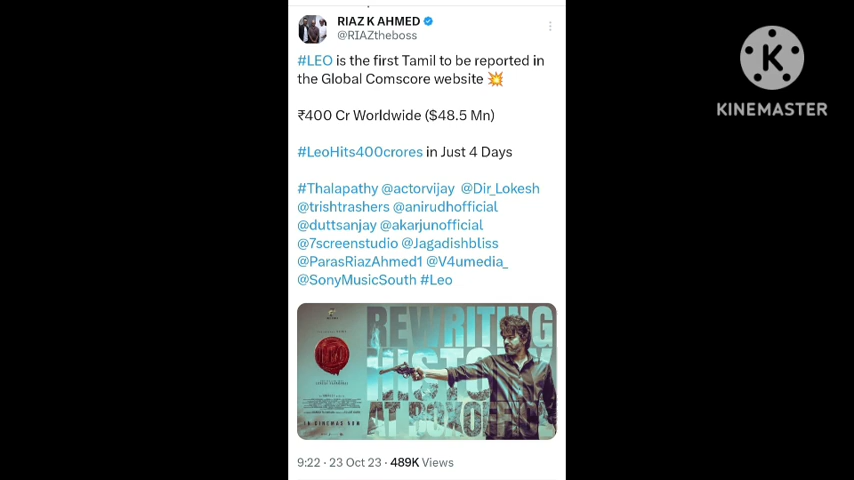 RIAZ K AHMED
@RIAZtheboss
#LEO is the first Tamil to be reported in
the Global Comscore website 💥
₹400 Cr Worldwide ($48.5 Mn)
#LeoHits400crores in Just 4 Days
#Thalapathy @actorvijay @Dir_Lokesh
@trishtrashers @anirudhofficial
@duttsanjay @akarjunofficial
@7screenstudio @Jagadishbliss
@ParasRiazAhmed1 @V4umedia_
@SonyMusicSouth #Leo
REWRITING
HISTORY
AT BOXOFFICE
LEO
IN CINEMAS NOW
9:22 · 23 Oct 23 · 489K Views
K
KINEMASTER